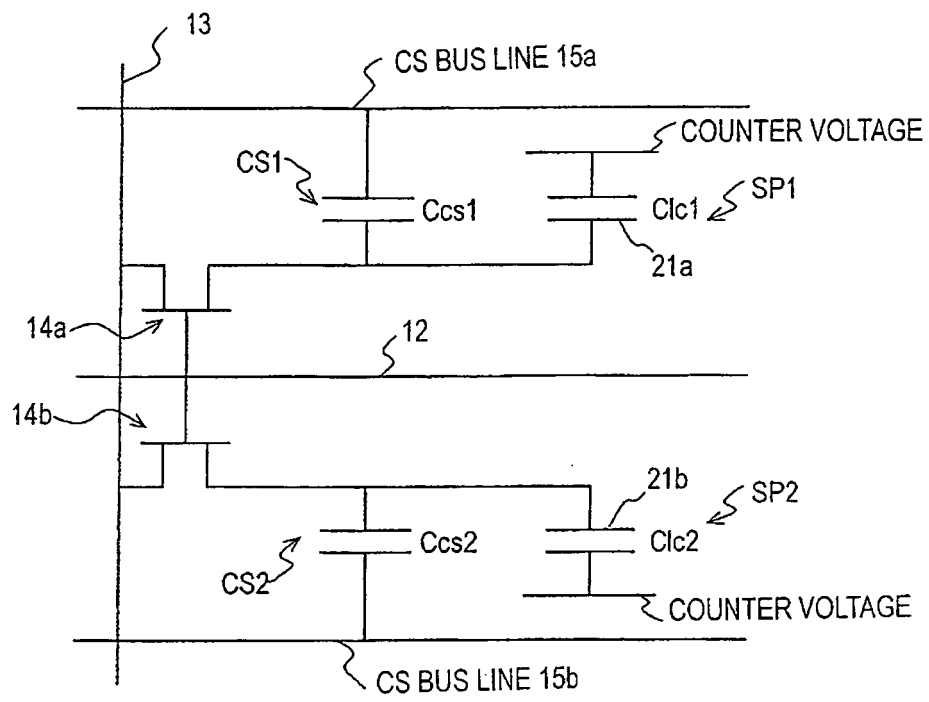 13
CS BUS LINE 15a
COUNTER VOLTAGE
CS1
Ccs1
Clc1
SP1
21a
14a
12
14b
21b
SP2
Ccs2
Clc2
CS2
COUNTER VOLTAGE
CS BUS LINE 15b